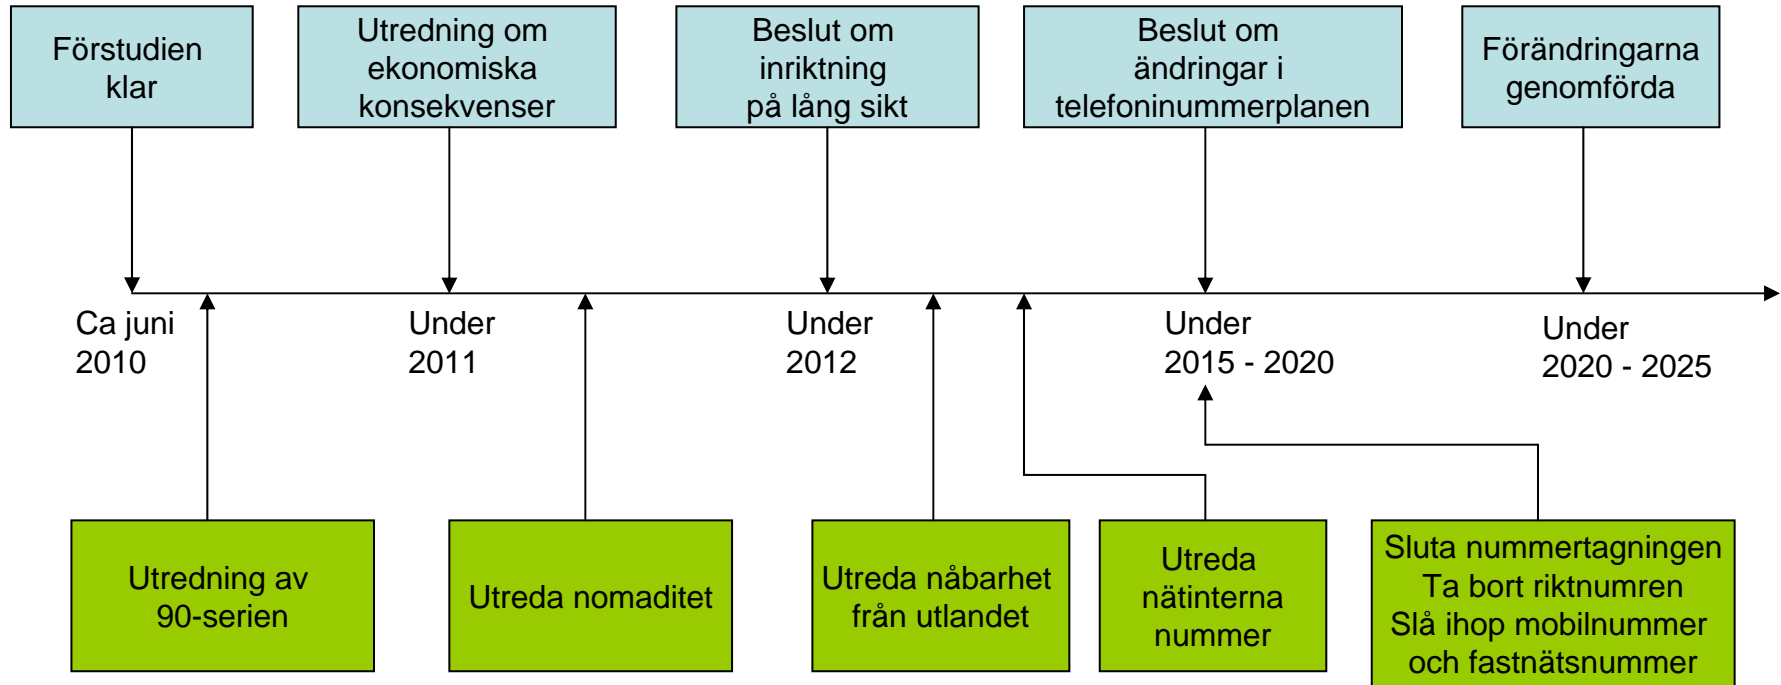 Förstudien
klar
Utredning om
ekonomiska
konsekvenser
Beslut om
inriktning
på lång sikt
Beslut om
ändringar i
telefoninummerplanen
Förändringarna
genomförda
Ca juni
2010
Under
2011
Under
2012
Under
2015 - 2020
Under
2020 - 2025
Utredning av
90-serien
Utreda nomaditet
Utreda nåbarhet
från utlandet
Utreda
nätinterna
nummer
Sluta nummertagningen
Ta bort riktnumren
Slå ihop mobilnummer
och fastnätsnummer